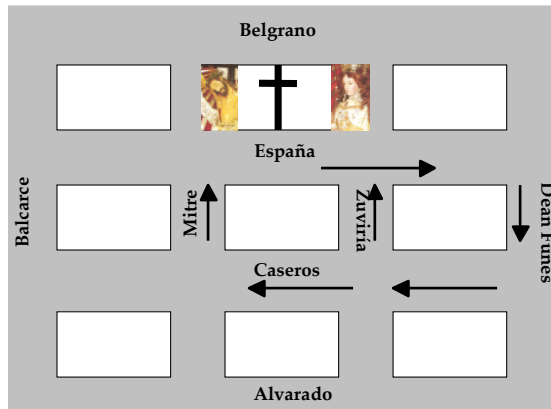 Belgrano
España
Balcarce
Mitre
Zuviría
Dean Funes
Caseros
Alvarado